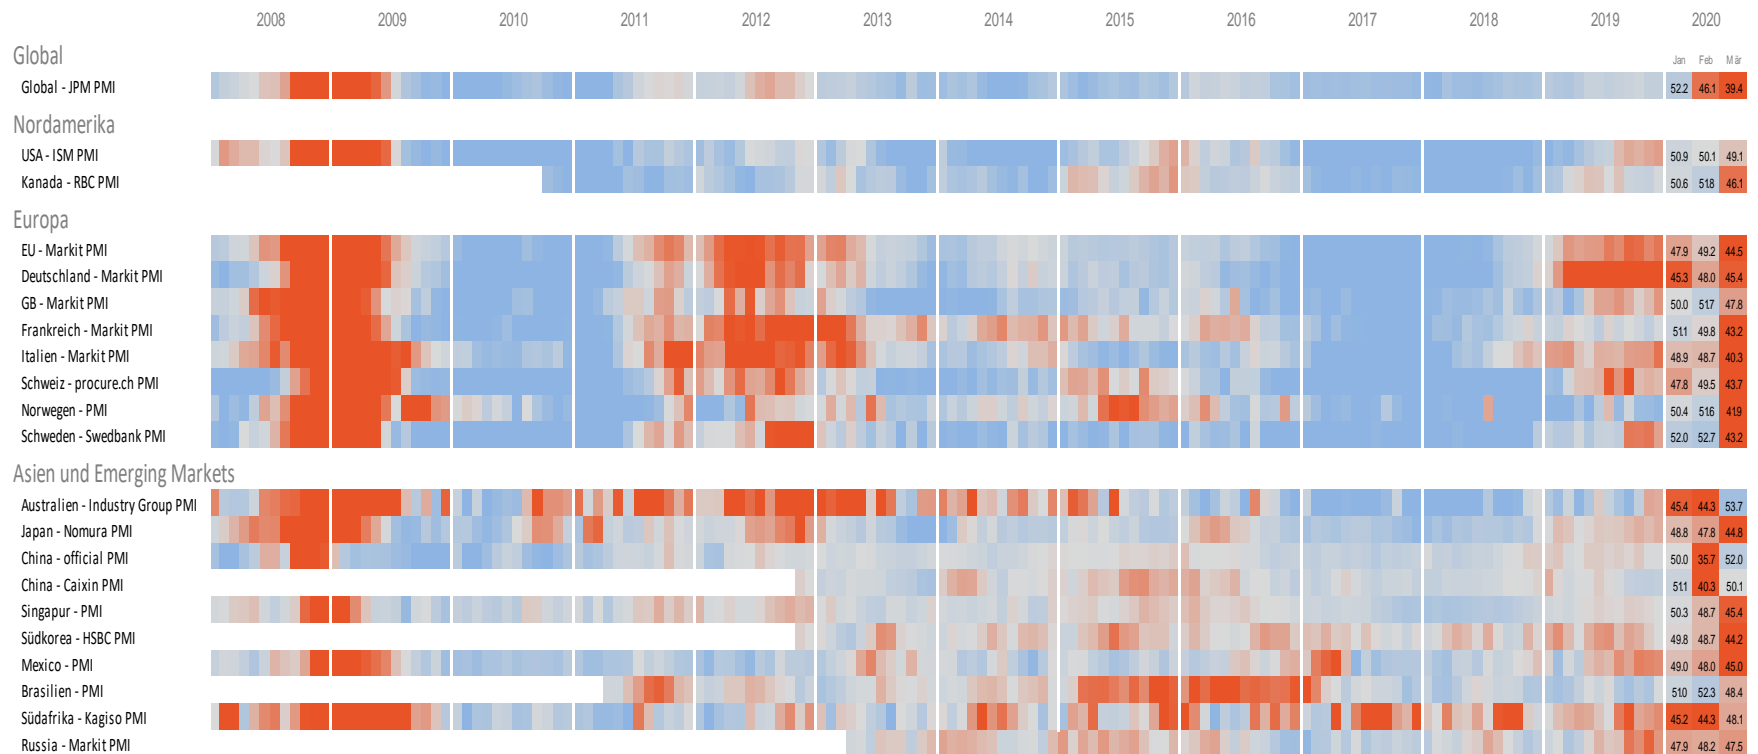 2008 2009 2010 2011 2012 2013 2014 2015 2016 2017 2018 2019 2020
Global
Jan Feb Mär
Global - JPM PMI 52.2 46.1 39.4
Nordamerika
USA - ISM PMI 50.9 50.1 49.1
Kanada - RBC PMI 50.6 51.8 46.1
Europa
EU - Markit PMI 47.9 49.2 44.5
Deutschland - Markit PMI 45.3 48.0 45.4
GB - Markit PMI 50.0 51.7 47.8
Frankreich - Markit PMI 51.1 49.8 43.2
Italien - Markit PMI 48.9 48.7 40.3
Schweiz - procure.ch PMI 47.8 49.5 43.7
Norwegen - PMI 50.4 51.6 41.9
Schweden - Swedbank PMI 52.0 52.7 43.2
Asien und Emerging Markets
Australien - Industry Group PMI 45.4 44.3 53.7
Japan - Nomura PMI 48.8 47.8 44.8
China - official PMI 50.0 35.7 52.0
China - Caixin PMI 51.1 40.3 50.1
Singapur - PMI 50.3 48.7 45.4
Südkorea - HSBC PMI 49.8 48.7 44.2
Mexico - PMI 49.0 48.0 45.0
Brasilien - PMI 51.0 52.3 48.4
Südafrika - Kagiso PMI 45.2 44.3 48.1
Russia - Markit PMI 47.9 48.2 47.5